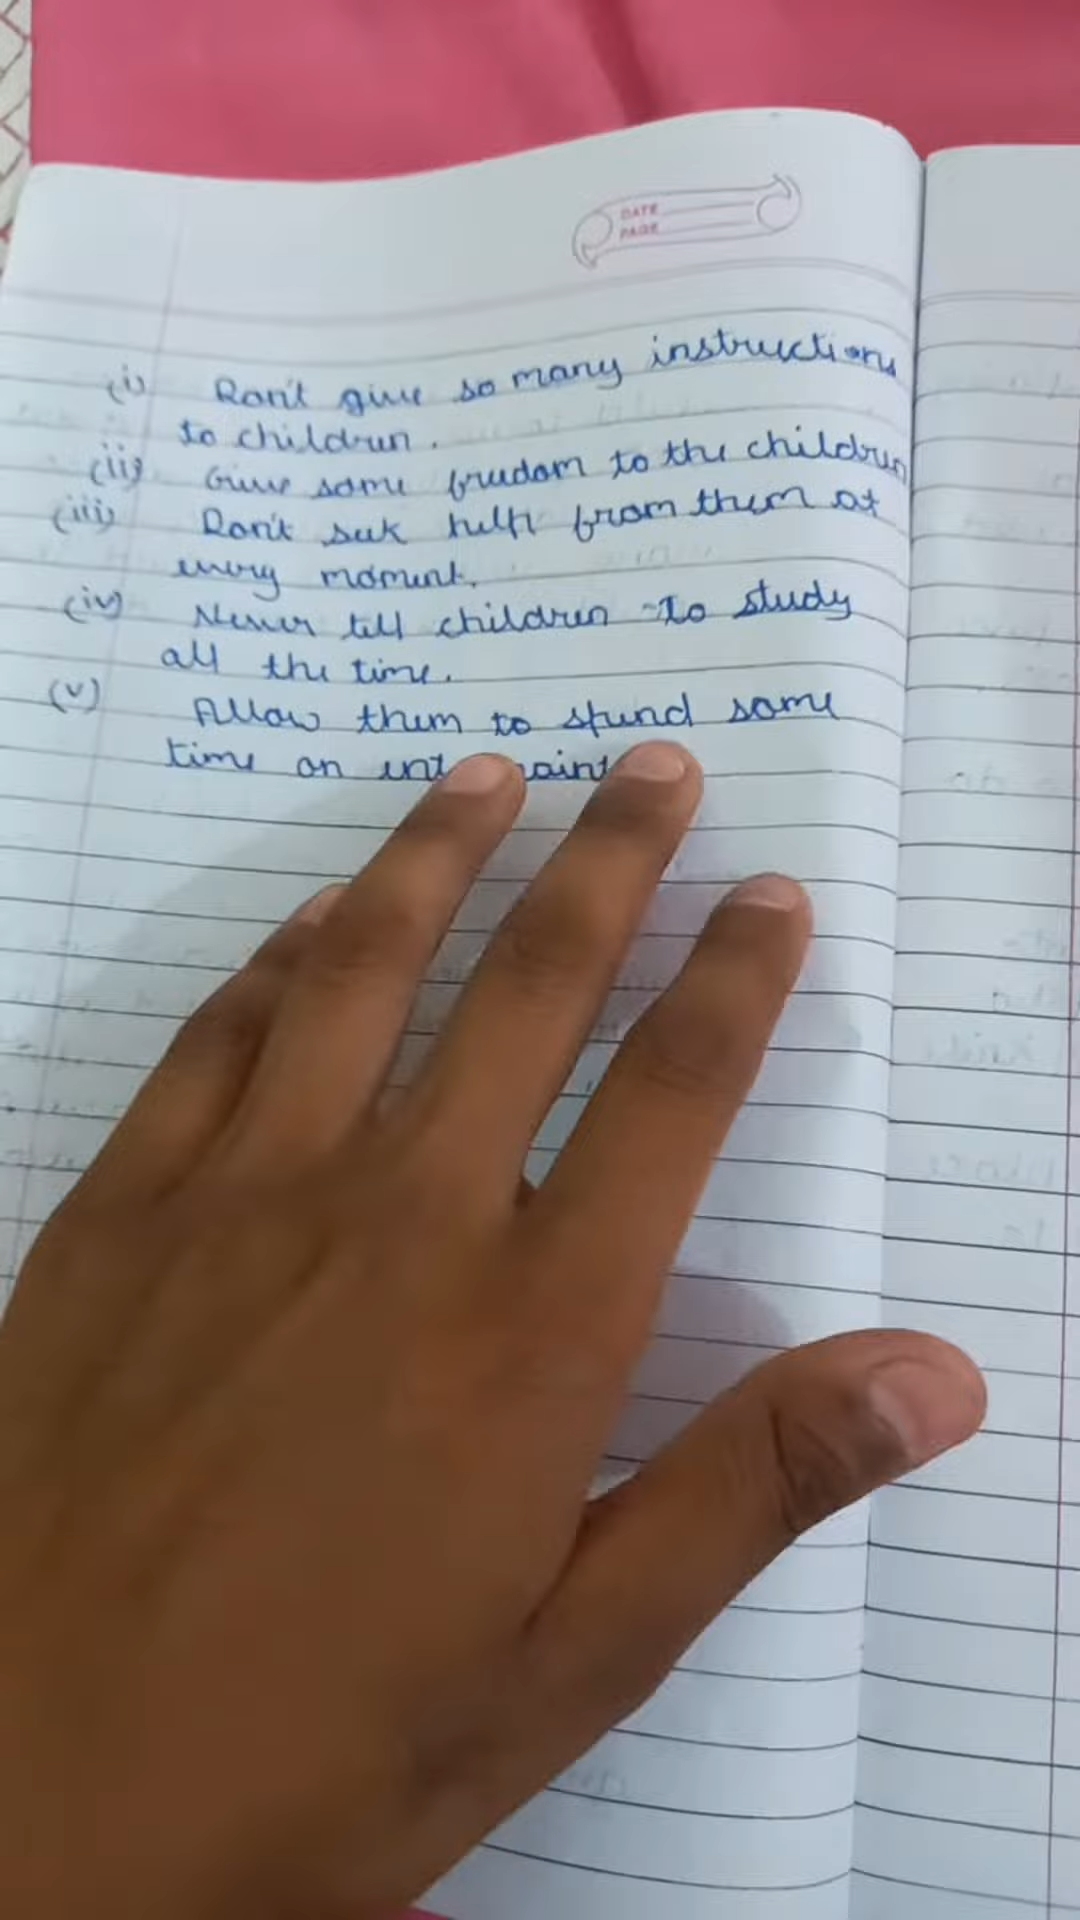 DATE
PAGE
(i) Don't give so many instructions
to children.
(ii) Give some freedom to the children
(iii) Don't seek help from them at
every moment.
(iv) Never tell children to study
all the time.
(v) Allow them to spend some
time on